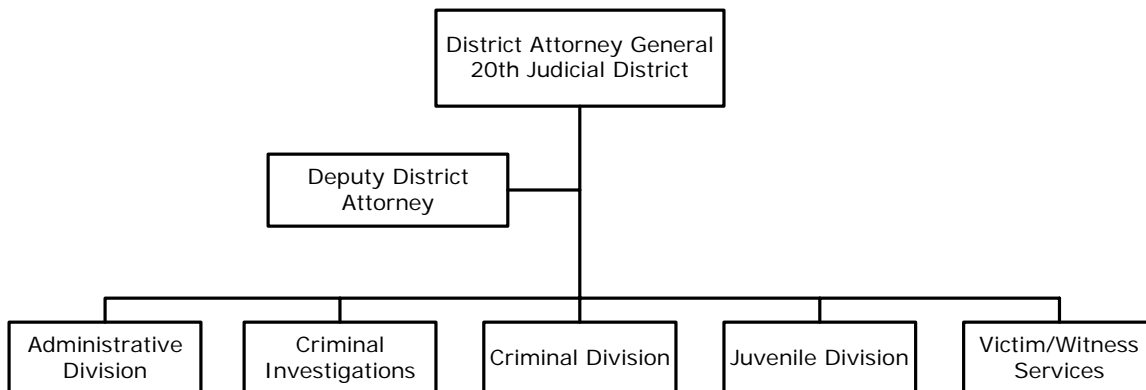 District Attorney General
20th Judicial District
Deputy District
Attorney
Administrative
Division
Criminal
Investigations
Criminal Division
Juvenile Division
Victim/Witness
Services